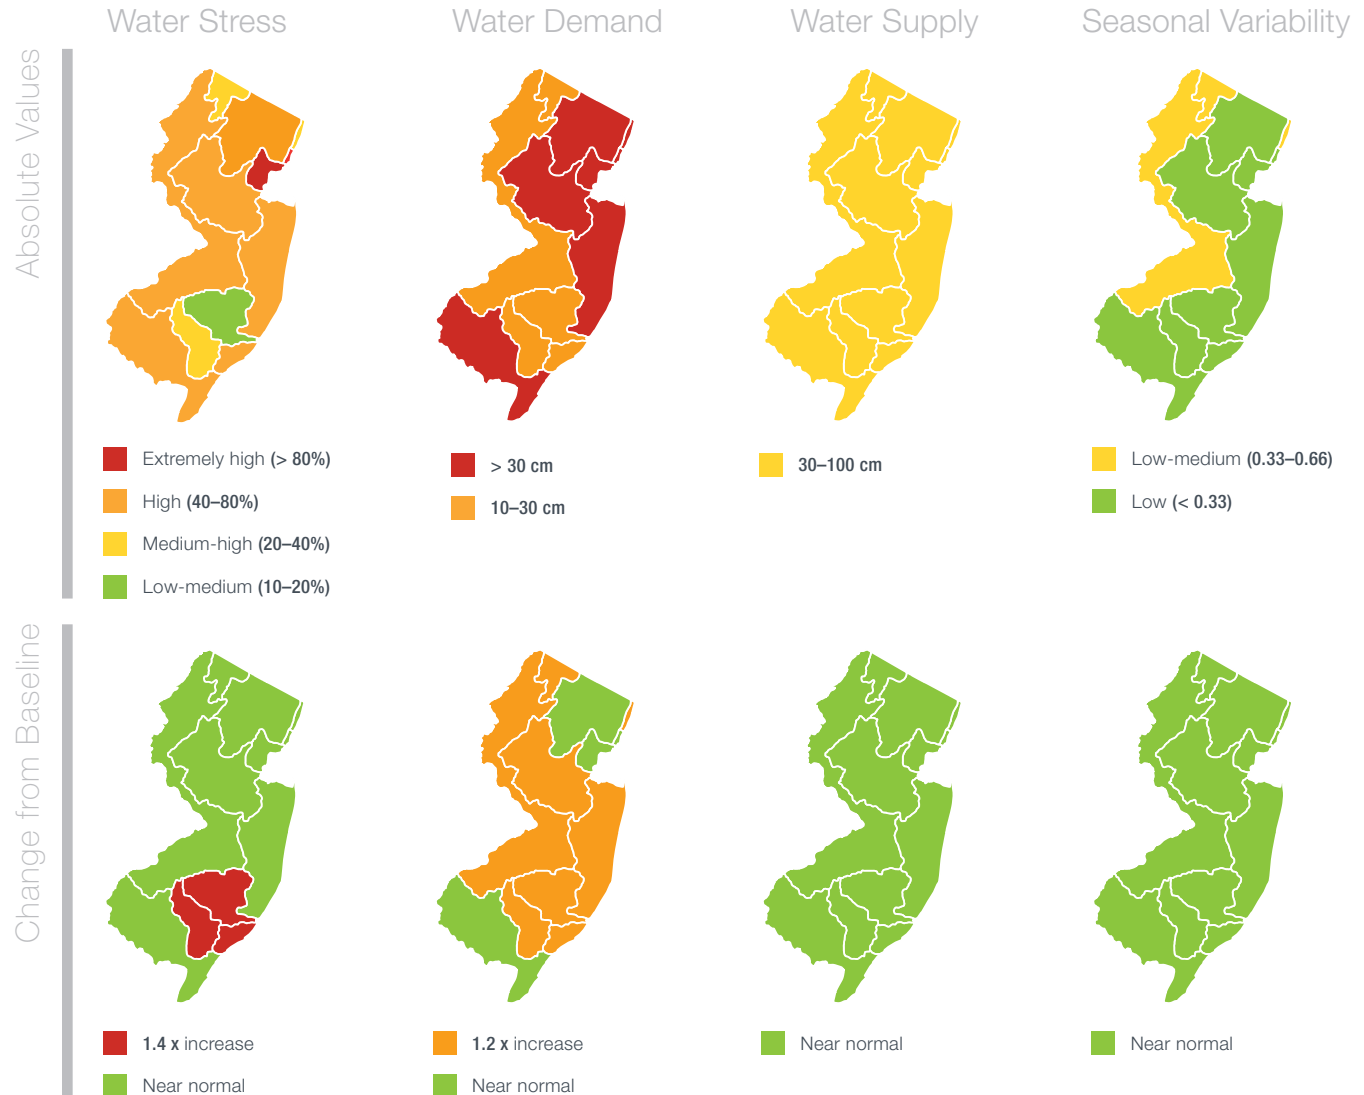 Water Stress
Water Demand
Water Supply
Seasonal Variability
Absolute Values
Extremely high (> 80%)
High (40–80%)
Medium-high (20–40%)
Low-medium (10–20%)
> 30 cm
10–30 cm
30–100 cm
Low-medium (0.33–0.66)
Low (< 0.33)
Change from Baseline
1.4 x increase
Near normal
1.2 x increase
Near normal
Near normal
Near normal